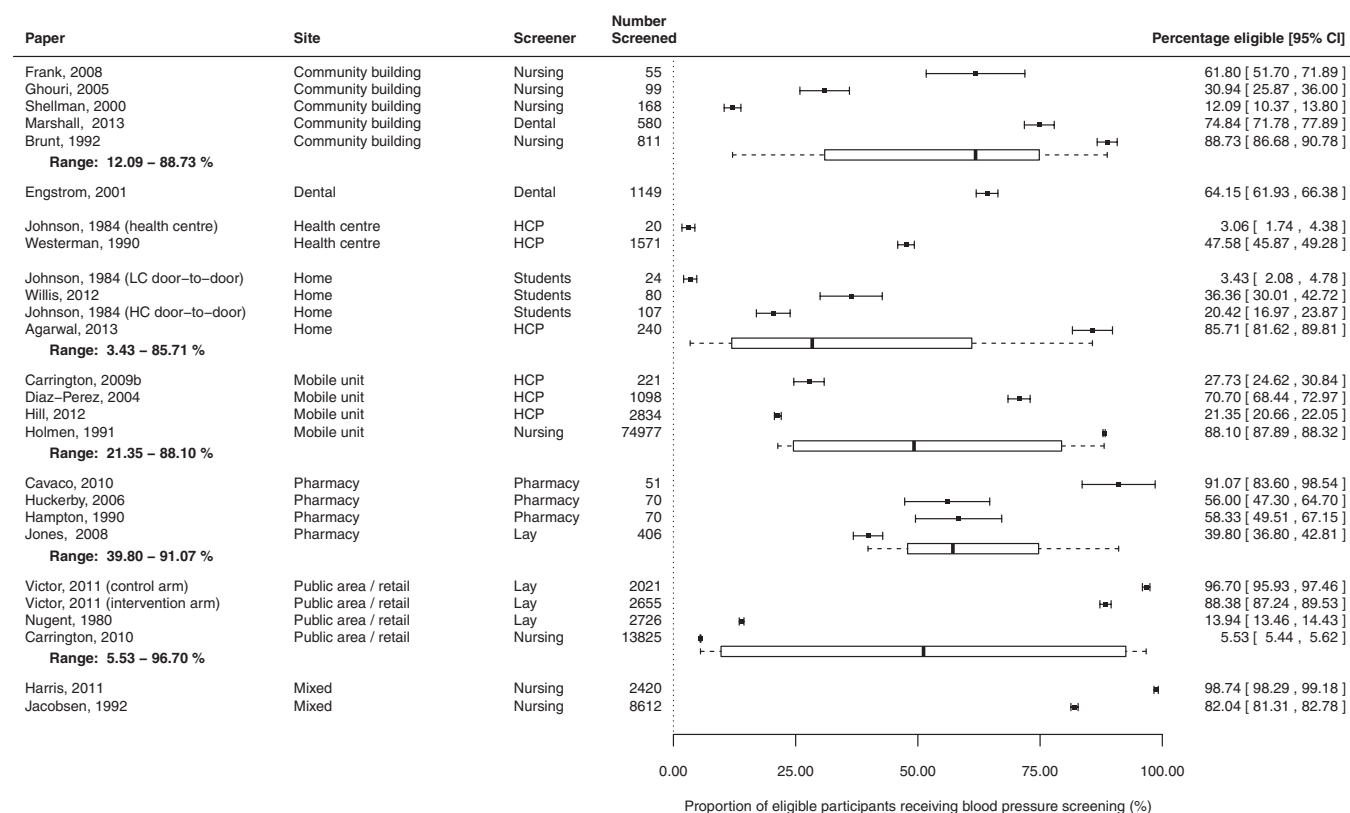 Paper Site Screener Number Screened Percentage eligible [95% CI]
Frank, 2008 Community building Nursing 55 61.80 [ 51.70 , 71.89 ]
Ghouri, 2005 Community building Nursing 99 30.94 [ 25.87 , 36.00 ]
Shellman, 2000 Community building Nursing 168 12.09 [ 10.37 , 13.80 ]
Marshall, 2013 Community building Dental 580 74.84 [ 71.78 , 77.89 ]
Brunt, 1992 Community building Nursing 811 88.73 [ 86.68 , 90.78 ]
Range: 12.09 – 88.73 %
Engstrom, 2001 Dental Dental 1149 64.15 [ 61.93 , 66.38 ]
Johnson, 1984 (health centre) Health centre HCP 20 3.06 [ 1.74 , 4.38 ]
Westerman, 1990 Health centre HCP 1571 47.58 [ 45.87 , 49.28 ]
Johnson, 1984 (LC door–to–door) Home Students 24 3.43 [ 2.08 , 4.78 ]
Willis, 2012 Home Students 80 36.36 [ 30.01 , 42.72 ]
Johnson, 1984 (HC door–to–door) Home Students 107 20.42 [ 16.97 , 23.87 ]
Agarwal, 2013 Home HCP 240 85.71 [ 81.62 , 89.81 ]
Range: 3.43 – 85.71 %
Carrington, 2009b Mobile unit HCP 221 27.73 [ 24.62 , 30.84 ]
Diaz–Perez, 2004 Mobile unit HCP 1098 70.70 [ 68.44 , 72.97 ]
Hill, 2012 Mobile unit HCP 2834 21.35 [ 20.66 , 22.05 ]
Holmen, 1991 Mobile unit Nursing 74977 88.10 [ 87.89 , 88.32 ]
Range: 21.35 – 88.10 %
Cavaco, 2010 Pharmacy Pharmacy 51 91.07 [ 83.60 , 98.54 ]
Huckerby, 2006 Pharmacy Pharmacy 70 56.00 [ 47.30 , 64.70 ]
Hampton, 1990 Pharmacy Pharmacy 70 58.33 [ 49.51 , 67.15 ]
Jones, 2008 Pharmacy Lay 406 39.80 [ 36.80 , 42.81 ]
Range: 39.80 – 91.07 %
Victor, 2011 (control arm) Public area / retail Lay 2021 96.70 [ 95.93 , 97.46 ]
Victor, 2011 (intervention arm) Public area / retail Lay 2655 88.38 [ 87.24 , 89.53 ]
Nugent, 1980 Public area / retail Lay 2726 13.94 [ 13.46 , 14.43 ]
Carrington, 2010 Public area / retail Nursing 13825 5.53 [ 5.44 , 5.62 ]
Range: 5.53 – 96.70 %
Harris, 2011 Mixed Nursing 2420 98.74 [ 98.29 , 99.18 ]
Jacobsen, 1992 Mixed Nursing 8612 82.04 [ 81.31 , 82.78 ]
0.00 25.00 50.00 75.00 100.00
Proportion of eligible participants receiving blood pressure screening (%)